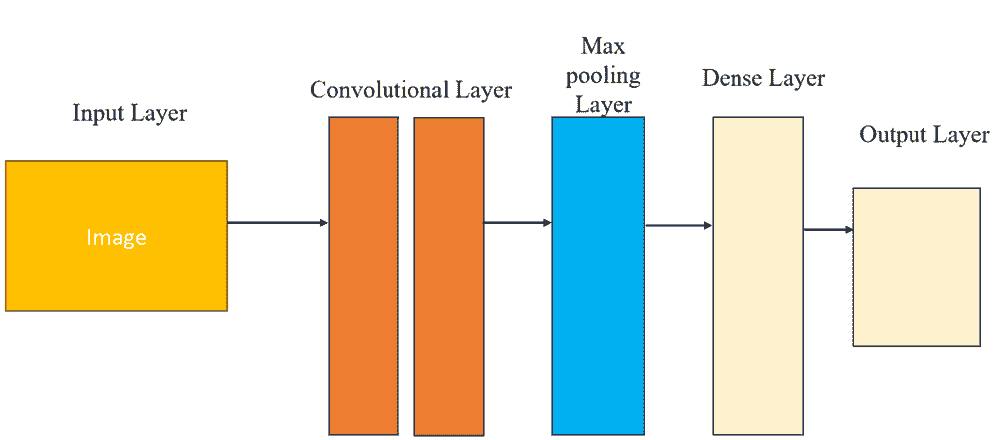 Input Layer
Image
Convolutional Layer
Max
pooling
Layer
Dense Layer
Output Layer